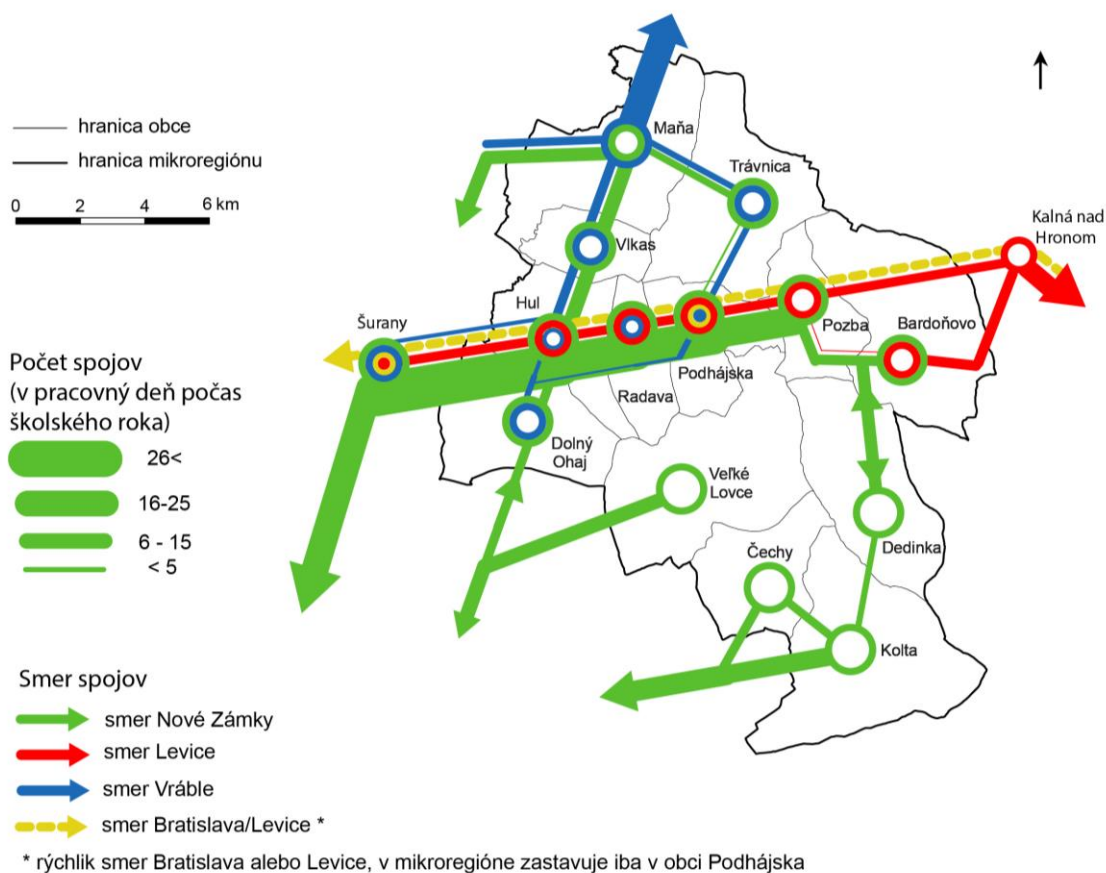 hranica obce
hranica mikroregiónu
0 2 4 6 km
Maňa
Trávnica
Kalná nad
Hronom
Vlkas
Hul
Šurany
Pozba
Bardoňovo
Podhájska
Radava
Dolný
Ohaj
Veľké
Lovce
Dedinka
Čechy
Kolta
Počet spojov
(v pracovný deň počas
školského roka)
26<
16-25
6 - 15
< 5
Smer spojov
smer Nové Zámky
smer Levice
smer Vráble
smer Bratislava/Levice *
* rýchlik smer Bratislava alebo Levice, v mikroregióne zastavuje iba v obci Podhájska